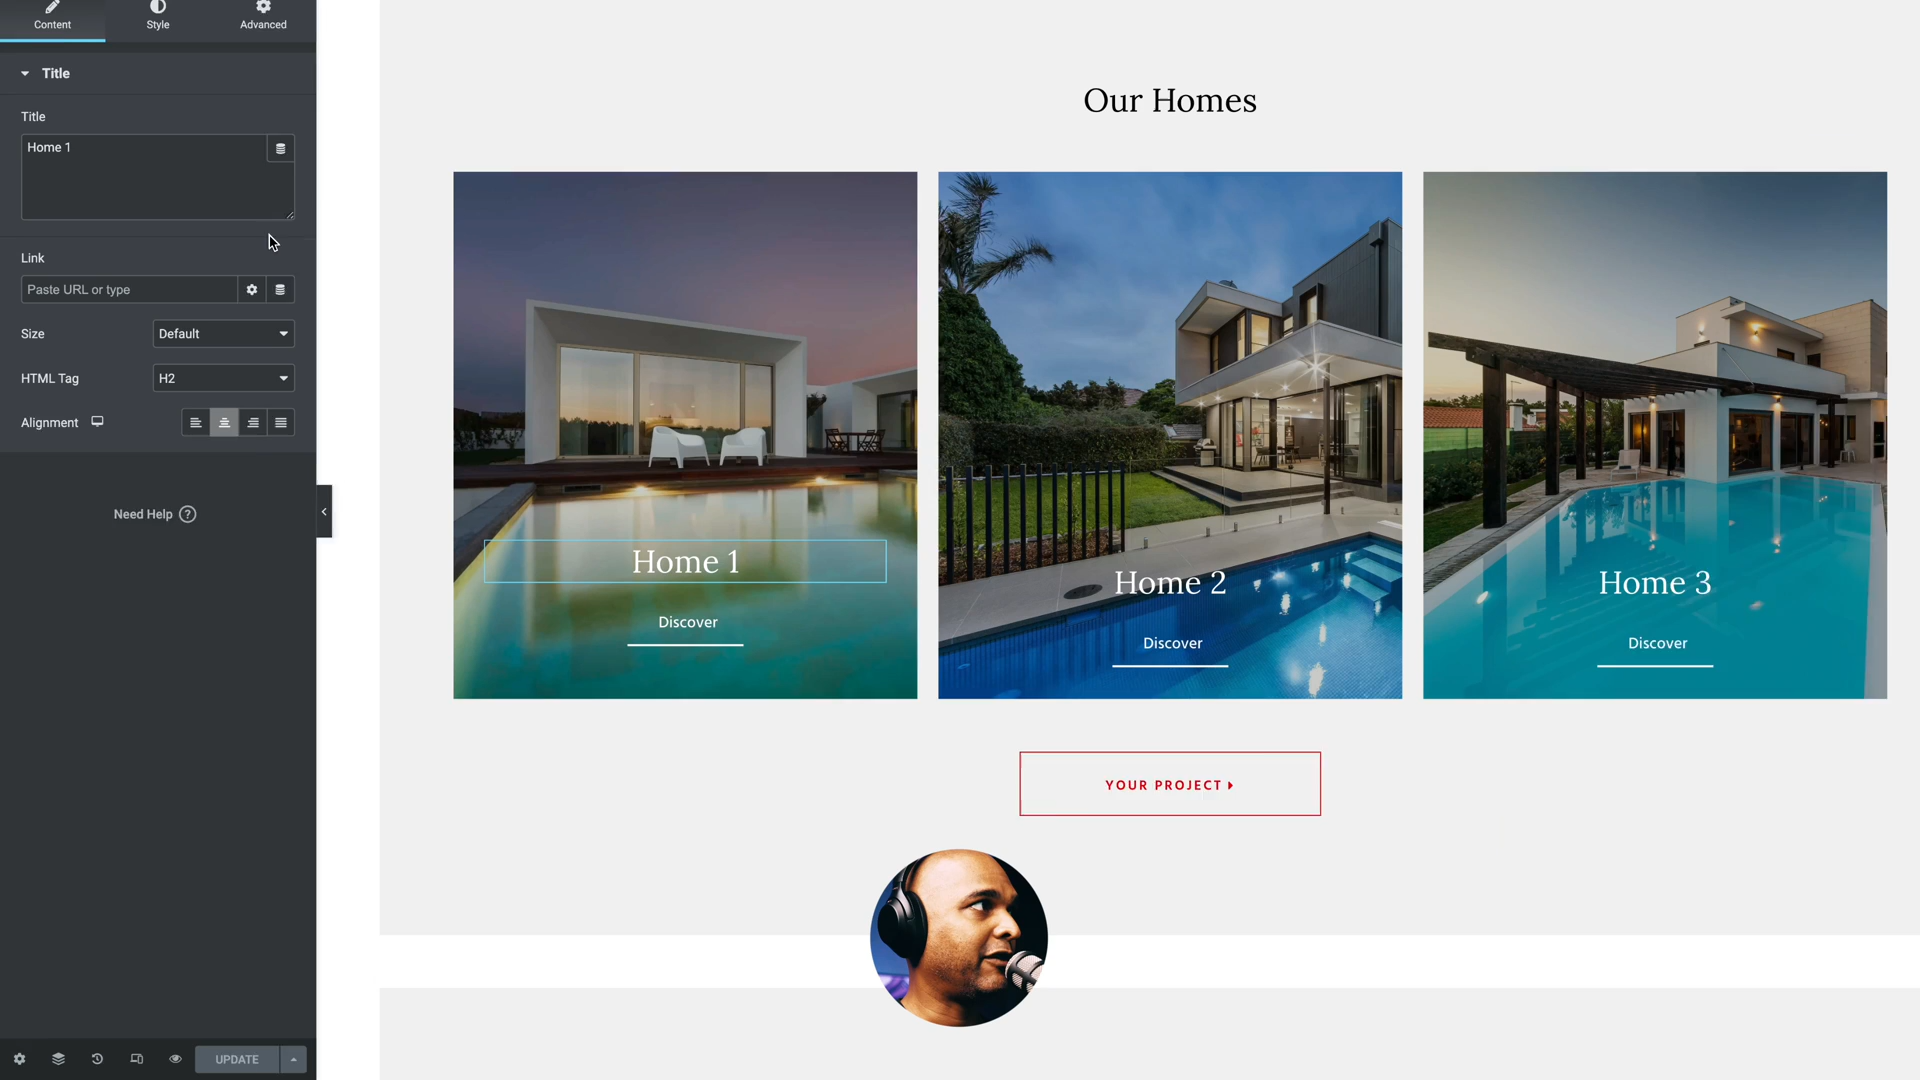 Content
Style
Advanced
Title
Title
Home 1
Link
Paste URL or type
Size
Default
HTML Tag
H2
Alignment
Need Help
UPDATE
Our Homes
Home 1
Discover
Home 2
Discover
Home 3
Discover
YOUR PROJECT